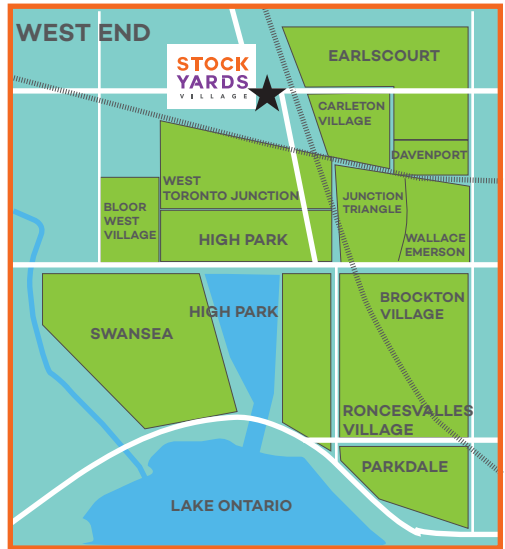 WEST END
STOCK
YARDS
VILLAGE
EARLSCOURT
CARLETON
VILLAGE
DAVENPORT
WEST
TORONTO JUNCTION
JUNCTION
TRIANGLE
BLOOR
WEST
VILLAGE
HIGH PARK
WALLACE
EMERSON
BROCKTON
VILLAGE
HIGH PARK
SWANSEA
RONCESVALLES
VILLAGE
PARKDALE
LAKE ONTARIO